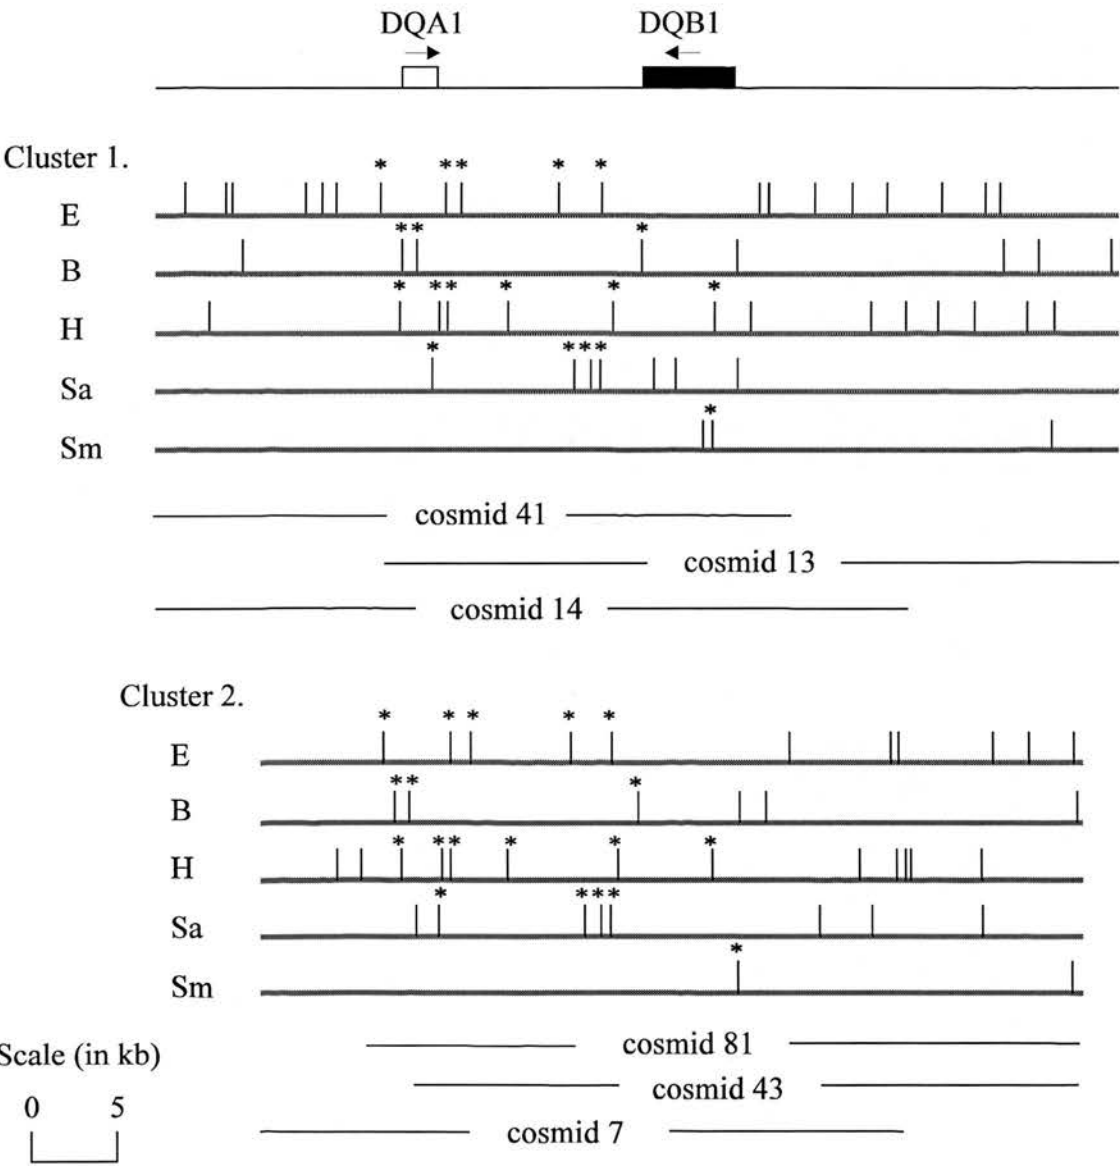 DQA1 DQB1
Cluster 1.
* * * * *
E
* * *
B
* * * * * *
H
* * * *
Sa
*
Sm
cosmid 41
cosmid 13
cosmid 14
Cluster 2.
* * * * *
E
* * *
B
* * * * * *
H
* * * *
Sa
*
Sm
cosmid 81
Scale (in kb)
cosmid 43
0 5
cosmid 7